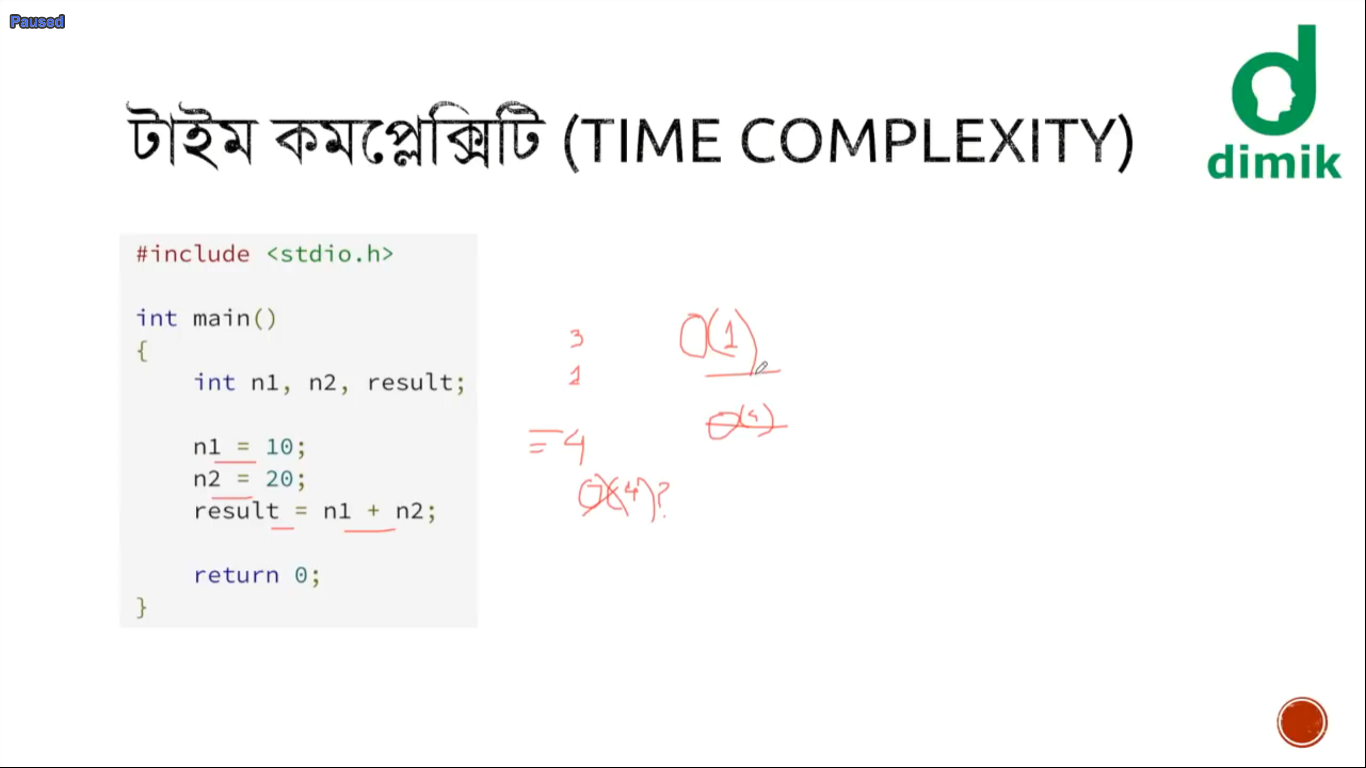 Paused
টাইম কমপ্লেক্সিটি (TIME COMPLEXITY)
dimik
#include <stdio.h>
int main()
{
int n1, n2, result;
n1 = 10;
n2 = 20;
result = n1 + n2;
return 0;
}
3
1
= 4
O(4)?
O(1)
O(4)